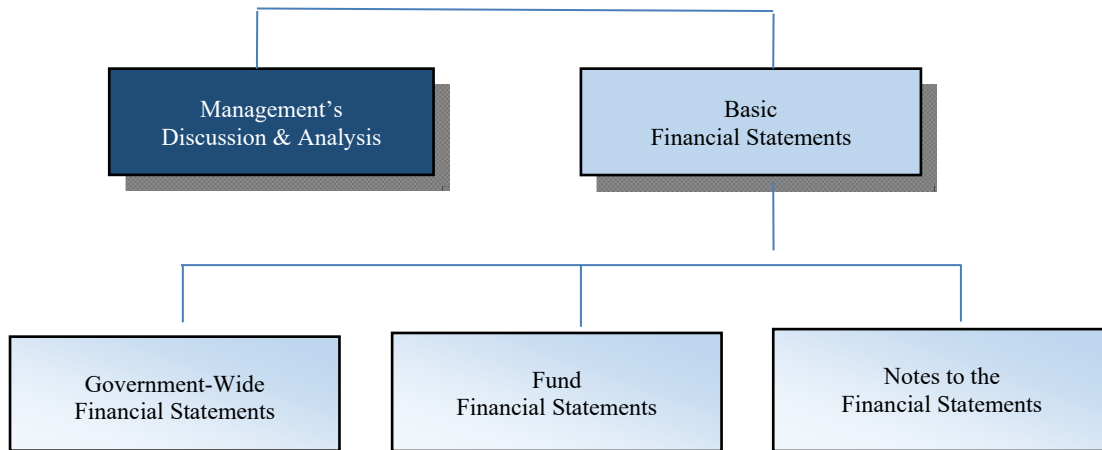 Management’s
Discussion & Analysis
Basic
Financial Statements
Government-Wide
Financial Statements
Fund
Financial Statements
Notes to the
Financial Statements